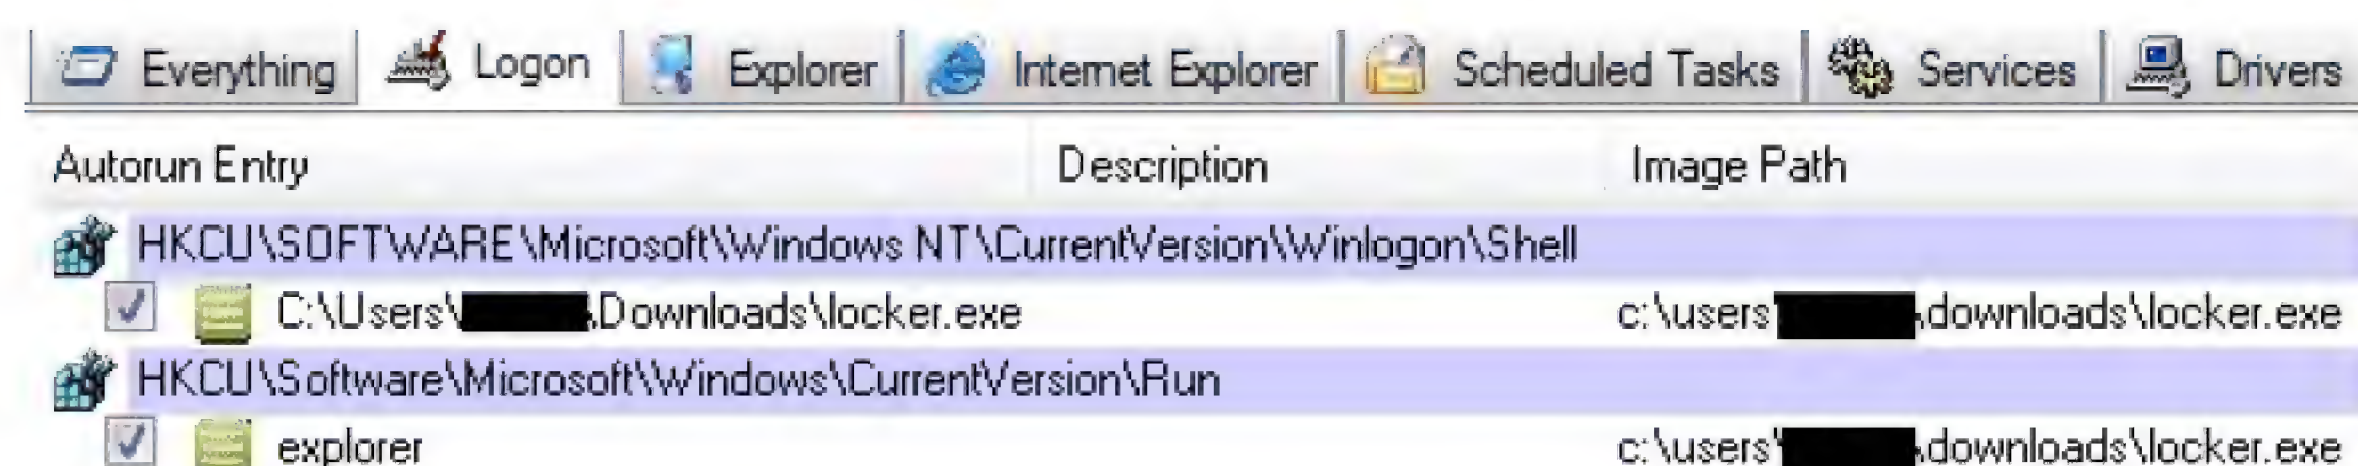 Everything Logon Explorer Internet Explorer Scheduled Tasks Services Drivers
Autorun Entry Description Image Path
HKCU\SOFTWARE\Microsoft\Windows NT\CurrentVersion\Winlogon\Shell
C:\Users\ \Downloads\locker.exe c:\users\ \downloads\locker.exe
HKCU\Software\Microsoft\Windows\CurrentVersion\Run
explorer c:\users\ \downloads\locker.exe